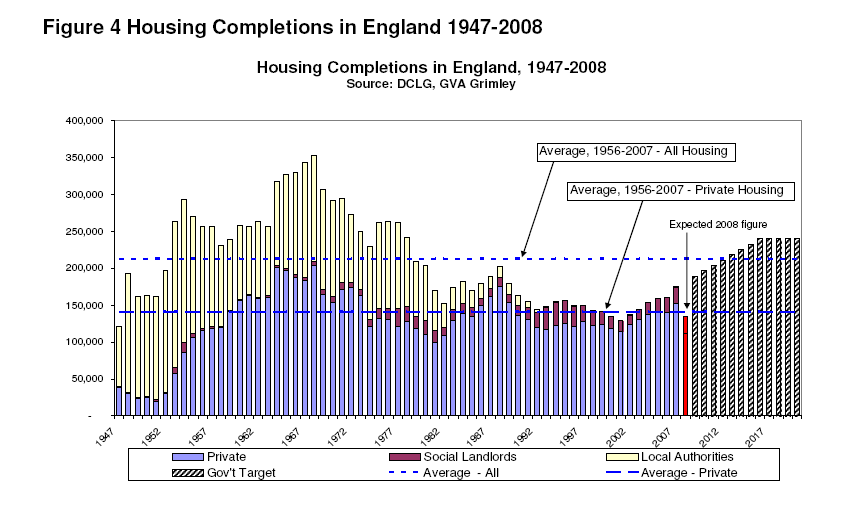 Figure 4 Housing Completions in England 1947-2008
Housing Completions in England, 1947-2008
Source: DCLG, GVA Grimley
400,000
350,000
300,000
250,000
200,000
150,000
100,000
50,000
-
Average, 1956-2007 - All Housing
Average, 1956-2007 - Private Housing
Expected 2008 figure
1947
1952
1957
1962
1967
1972
1977
1982
1987
1992
1997
2002
2007
2012
2017
Private
Social Landlords
Local Authorities
Gov't Target
Average - All
Average - Private